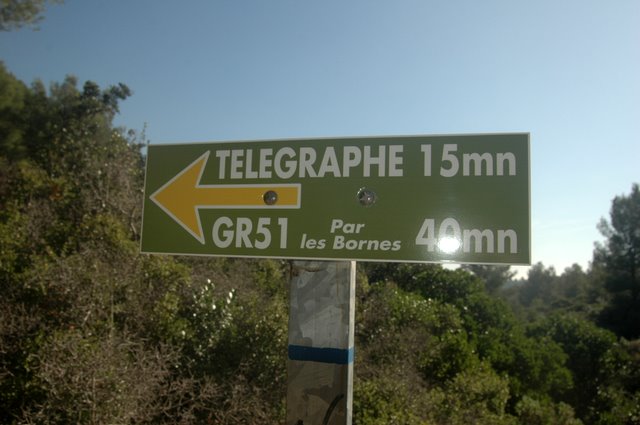 TELEGRAPHE 15mn
GR51 Par les Bornes 40mn